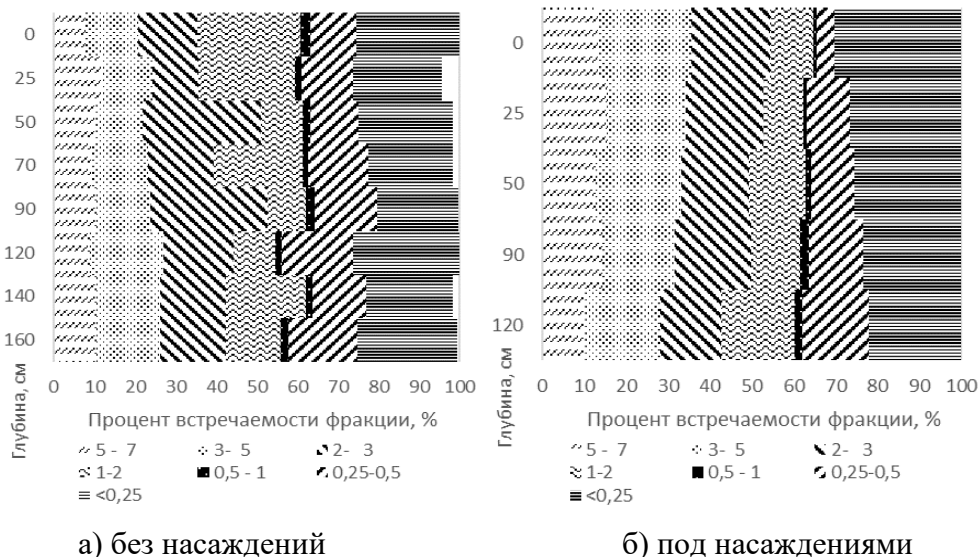 Глубина, см
0
25
50
70
90
120
140
160
0 10 20 30 40 50 60 70 80 90 100
Процент встречаемости фракции, %
5 - 7 3- 5 2- 3
1-2 0,5 - 1 0,25-0,5
<0,25
а) без насаждений
Глубина, см
0
25
50
90
120
0 10 20 30 40 50 60 70 80 90 100
Процент встречаемости фракции, %
5 - 7 3- 5 2- 3
1-2 0,5 - 1 0,25-0,5
<0,25
б) под насаждениями